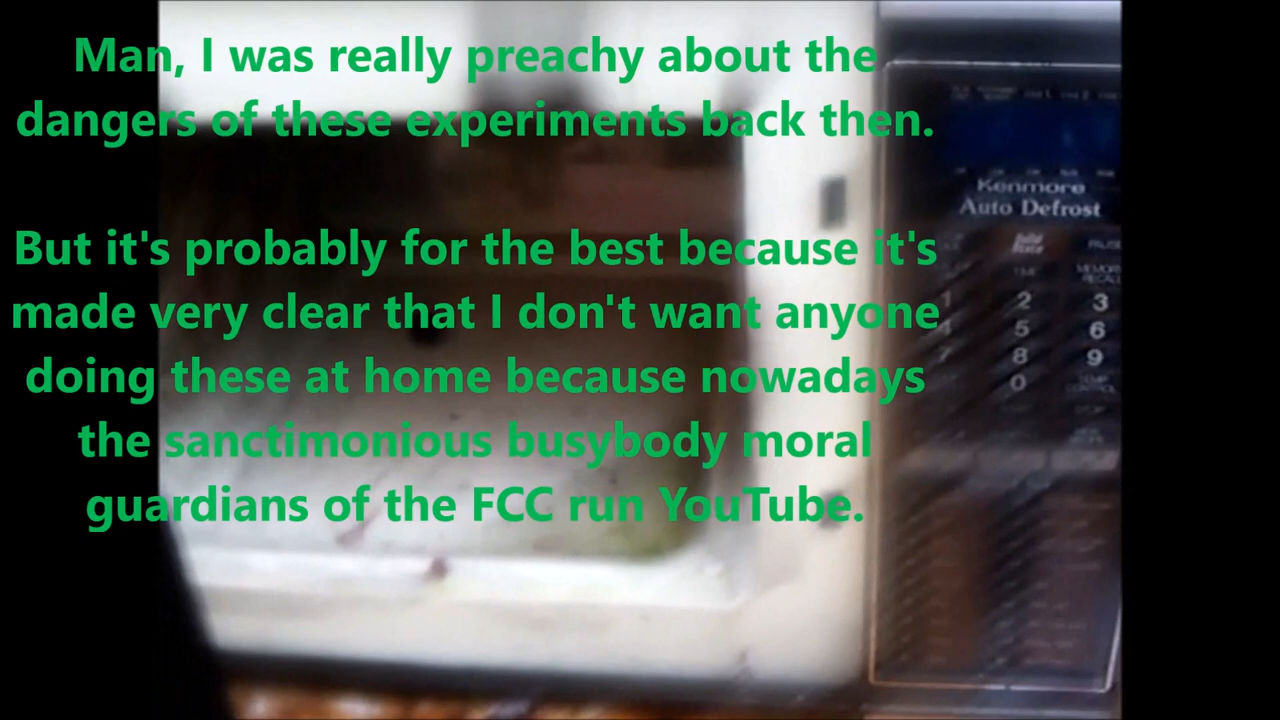 Man, I was really preachy about the
dangers of these experiments back then.
But it's probably for the best because it's
made very clear that I don't want anyone
doing these at home because nowadays
the sanctimonious busybody moral
guardians of the FCC run YouTube.
Kenmore
Auto Defrost
TIME
2 3
5 6
7 8 9
0